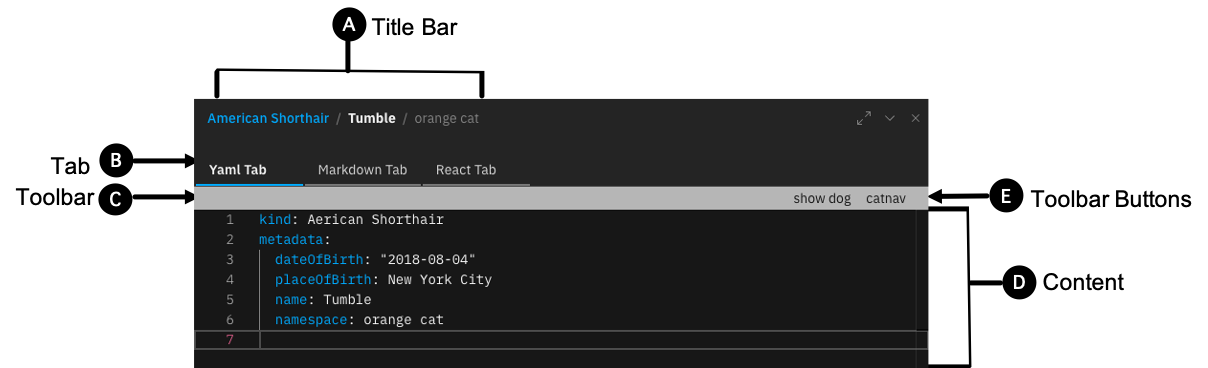 A Title Bar
American Shorthair / Tumble / orange cat
Tab B
Yaml Tab Markdown Tab React Tab
Toolbar C
show dog catnav
E Toolbar Buttons
1 kind: Aerican Shorthair
2 metadata:
3 dateOfBirth: "2018-08-04"
4 placeOfBirth: New York City
5 name: Tumble
6 namespace: orange cat
7
D Content